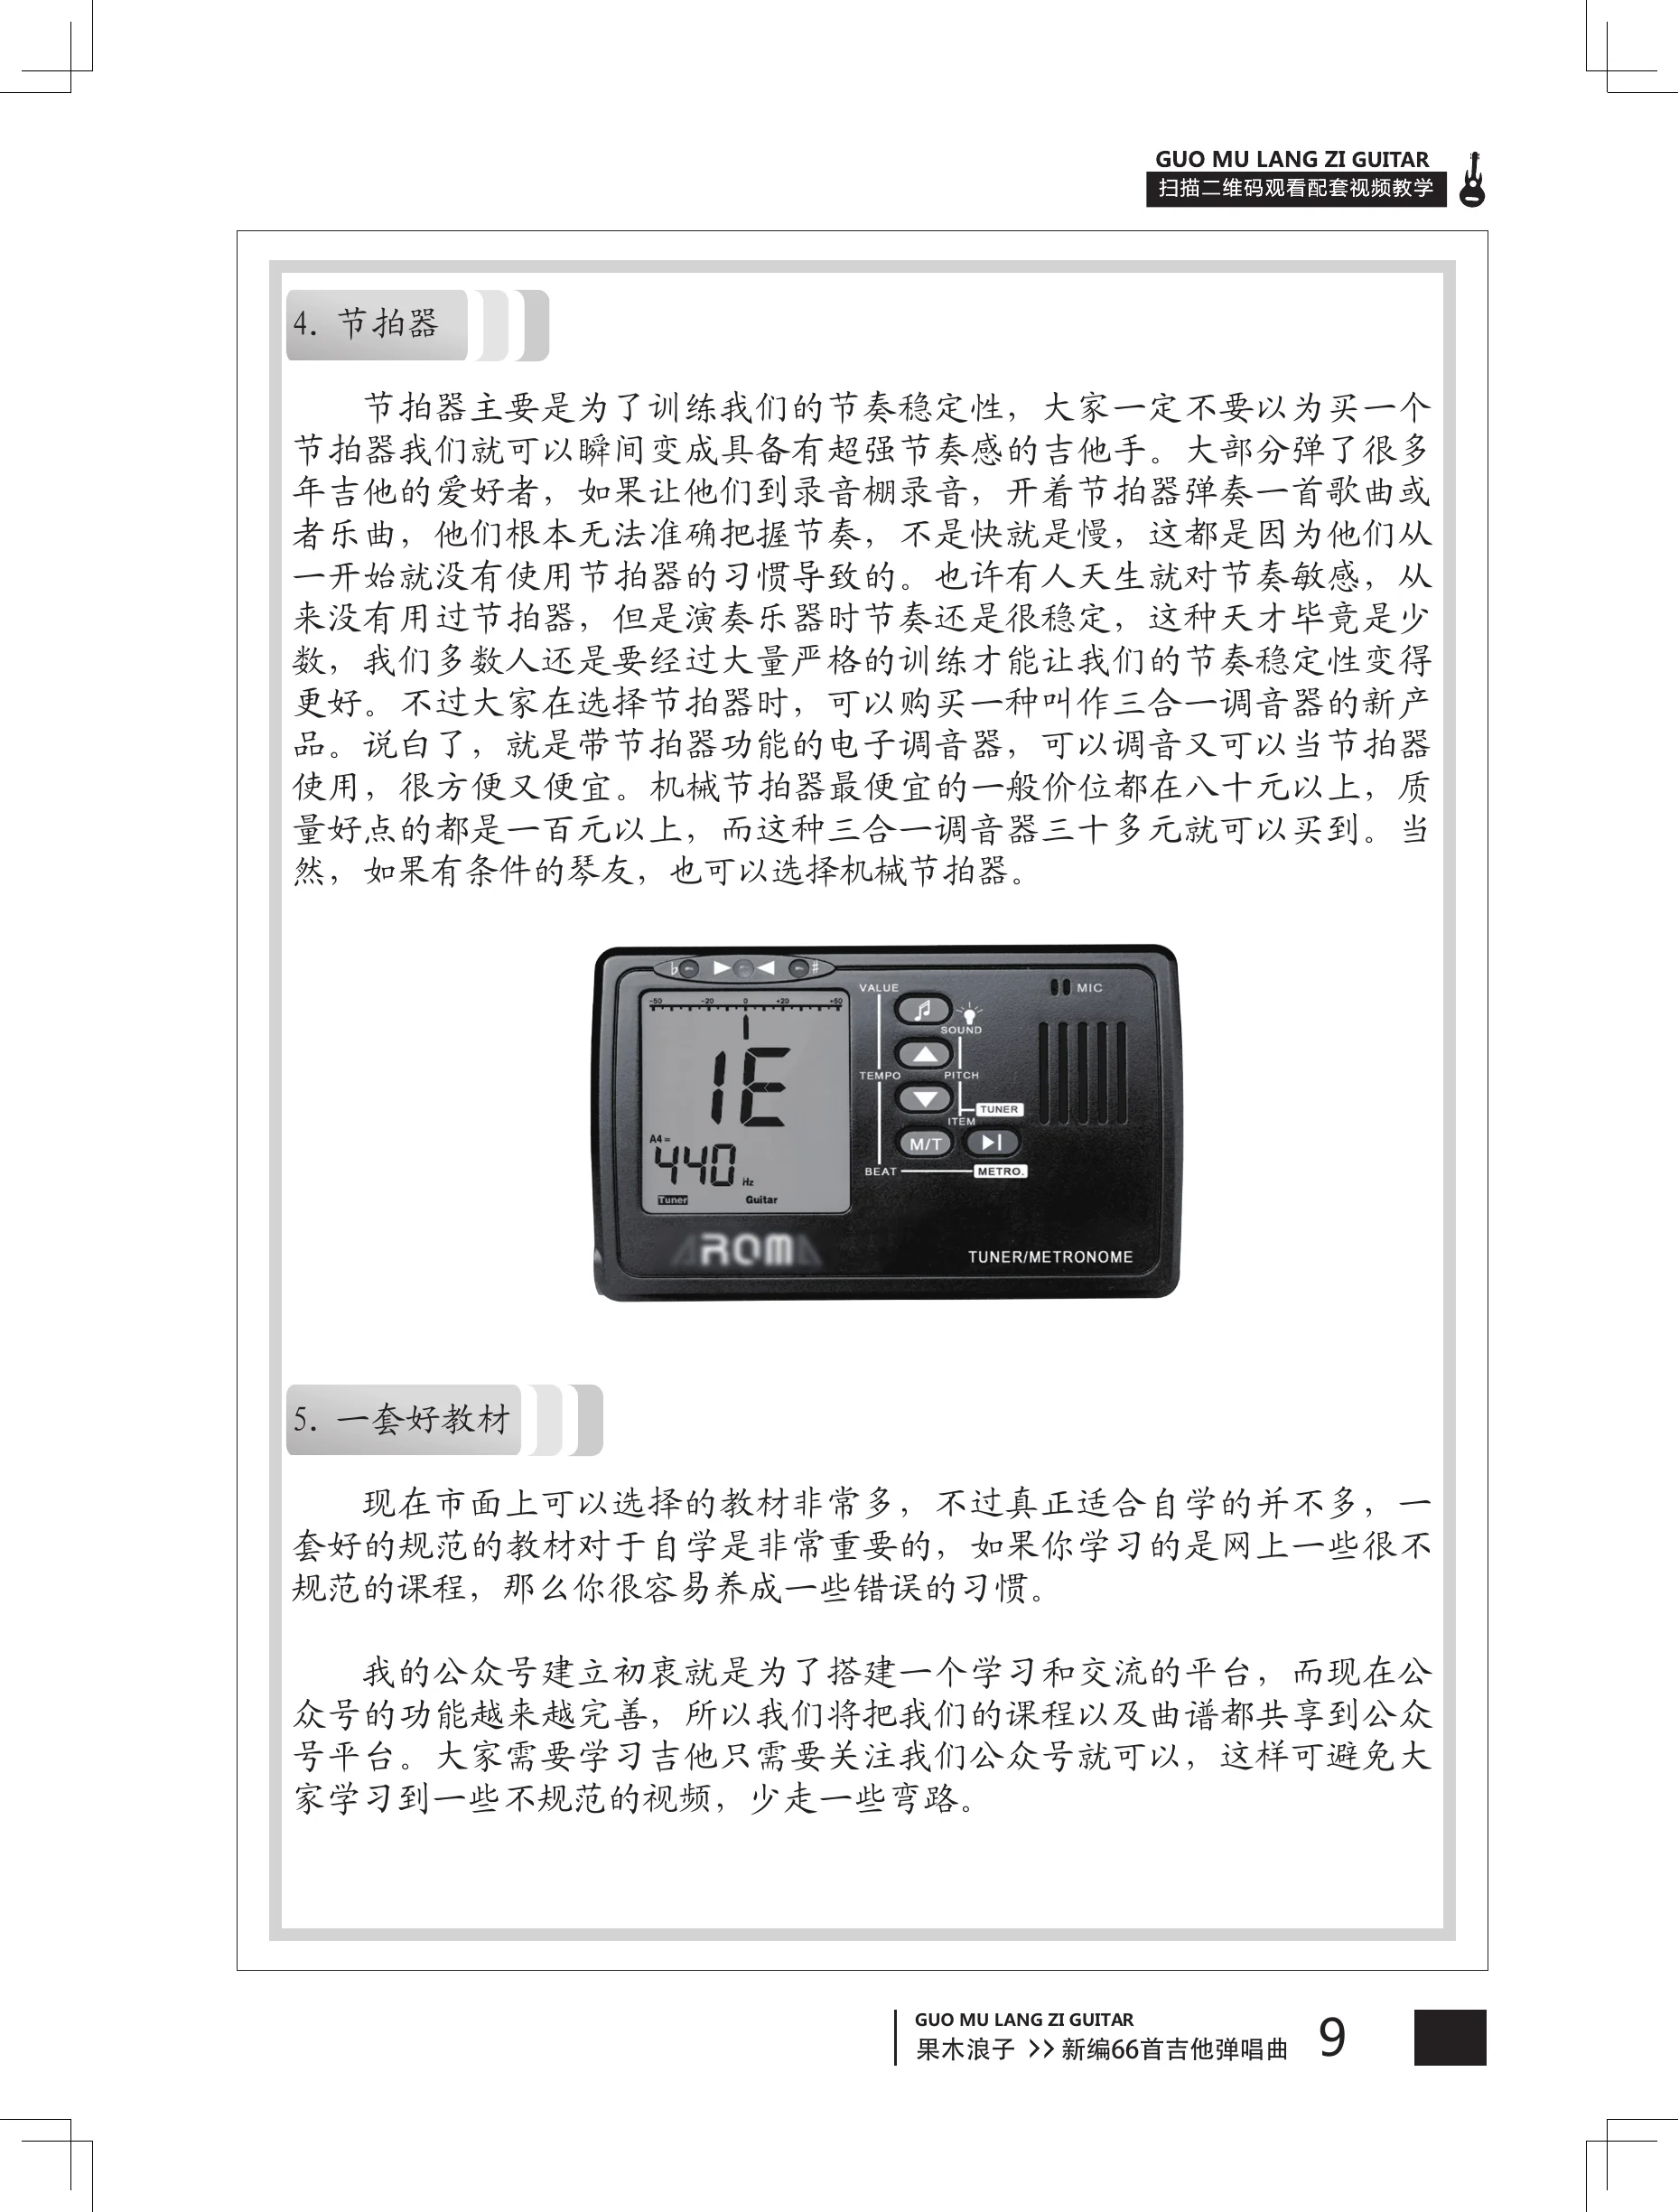 GUO MU LANG ZI GUITAR
扫描二维码观看配套视频教学
4. 节拍器
节拍器主要是为了训练我们的节奏稳定性，大家一定不要以为买一个
节拍器我们就可以瞬间变成具备有超强节奏感的吉他手。大部分弹了很多
年吉他的爱好者，如果让他们到录音棚录音，开着节拍器弹奏一首歌曲或
者乐曲，他们根本无法准确把握节奏，不是快就是慢，这都是因为他们从
一开始就没有使用节拍器的习惯导致的。也许有人天生就对节奏敏感，从
来没有用过节拍器，但是演奏乐器时节奏还是很稳定，这种天才毕竟是少
数，我们多数人还是要经过大量严格的训练才能让我们的节奏稳定性变得
更好。不过大家在选择节拍器时，可以购买一种叫作三合一调音器的新产
品。说白了，就是带节拍器功能的电子调音器，可以调音又可以当节拍器
使用，很方便又便宜。机械节拍器最便宜的一般价位都在八十元以上，质
量好点的都是一百元以上，而这种三合一调音器三十多元就可以买到。当
然，如果有条件的琴友，也可以选择机械节拍器。
♭ ♯
-50 -20 0 +20 +50
1E
A4=
440 Hz
Tuner Guitar
VALUE
SOUND
TEMPO PITCH
TUNER
ITEM
M/T
BEAT METRO.
MIC
AROMA
TUNER/METRONOME
5. 一套好教材
现在市面上可以选择的教材非常多，不过真正适合自学的并不多，一
套好的规范的教材对于自学是非常重要的，如果你学习的是网上一些很不
规范的课程，那么你很容易养成一些错误的习惯。
我的公众号建立初衷就是为了搭建一个学习和交流的平台，而现在公
众号的功能越来越完善，所以我们将把我们的课程以及曲谱都共享到公众
号平台。大家需要学习吉他只需要关注我们公众号就可以，这样可避免大
家学习到一些不规范的视频，少走一些弯路。
GUO MU LANG ZI GUITAR
果木浪子 >> 新编66首吉他弹唱曲 9